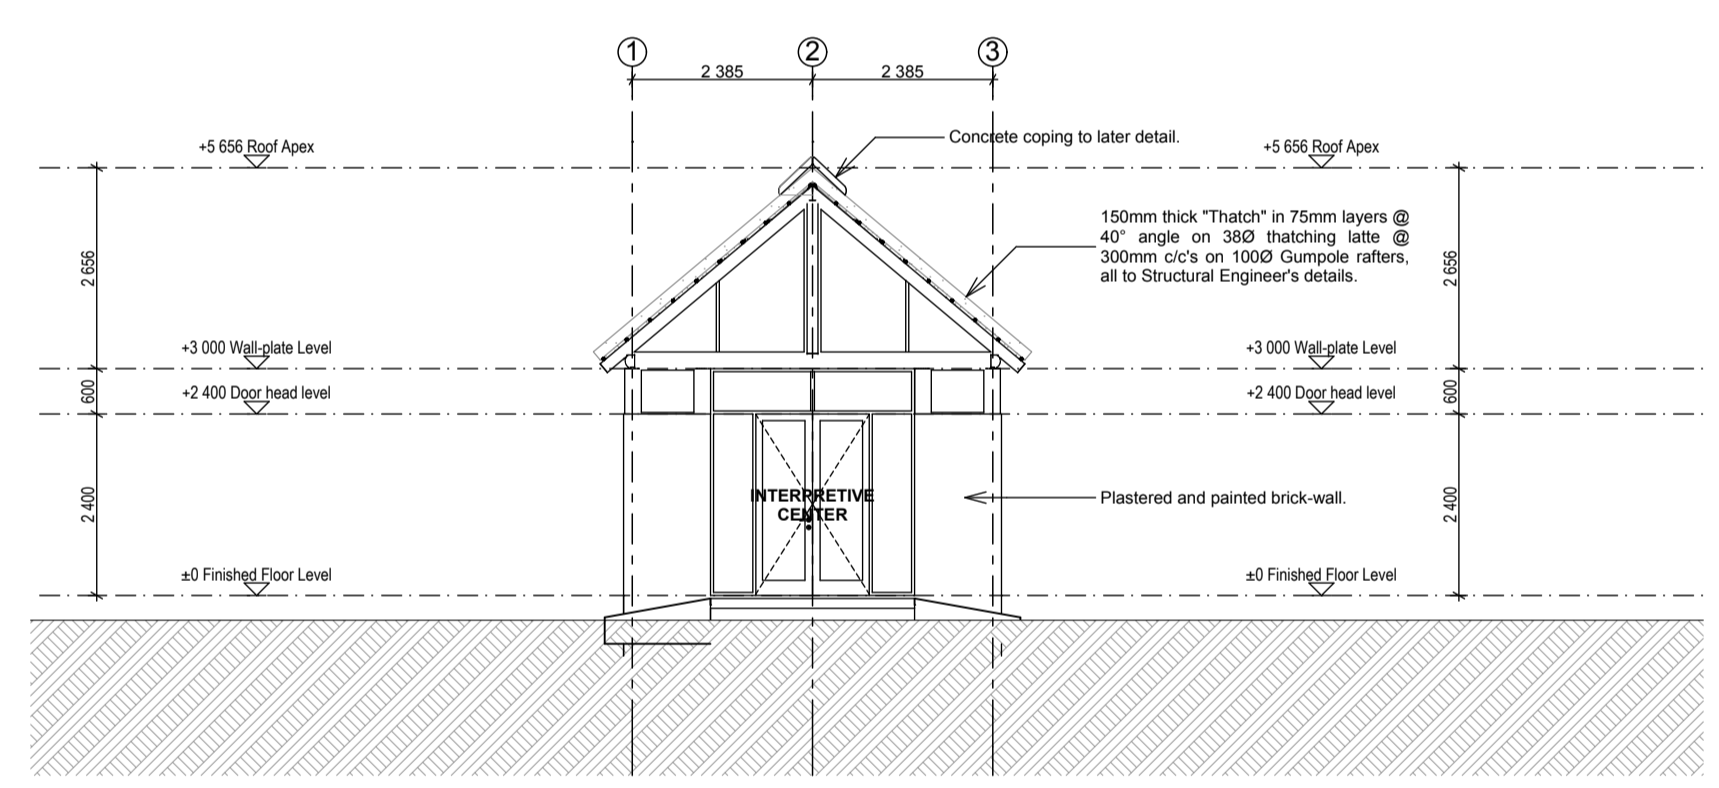 1 2 3
2 385 2 385
Concrete coping to later detail.
+5 656 Roof Apex
+5 656 Roof Apex
150mm thick "Thatch" in 75mm layers @
40° angle on 38Ø thatching latte @
300mm c/c's on 100Ø Gumpole rafters,
all to Structural Engineer's details.
2 656
2 656
+3 000 Wall-plate Level
+3 000 Wall-plate Level
600
600
+2 400 Door head level
+2 400 Door head level
INTERPRETIVE
CENTER
Plastered and painted brick-wall.
2 400
2 400
±0 Finished Floor Level
±0 Finished Floor Level